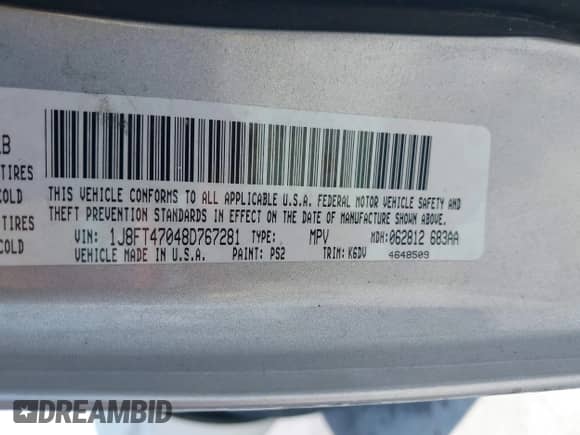 LB
TIRES
COLD
TIRES
COLD
THIS VEHICLE CONFORMS TO ALL APPLICABLE U.S.A. FEDERAL MOTOR VEHICLE SAFETY AND
THEFT PREVENTION STANDARDS IN EFFECT ON THE DATE OF MANUFACTURE SHOWN ABOVE.
VIN: 1J8FT47048D767281 TYPE: MPV MDH:062812 683AA
VEHICLE MADE IN U.S.A. PAINT: PS2 TRIM: K6DV 4648509
DREAMBID